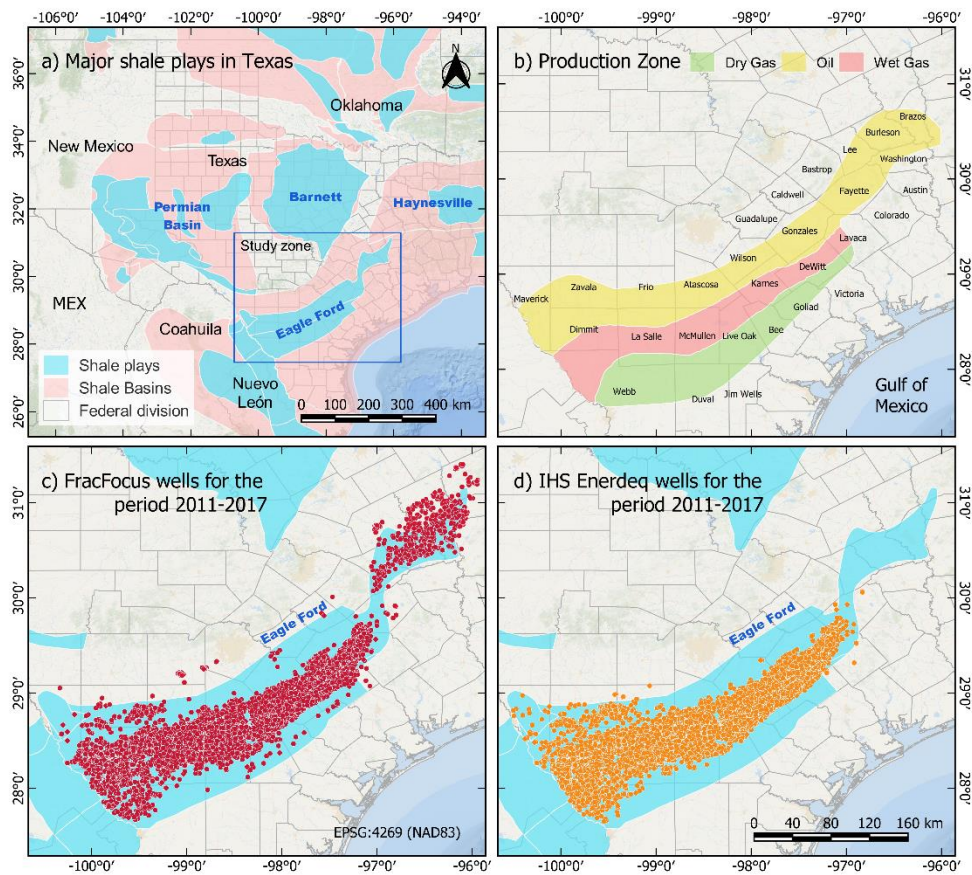 -106°0′ -104°0′ -102°0′ -100°0′ -98°0′ -96°0′ -94°0′
-100°0′ -99°0′ -98°0′ -97°0′ -96°0′
a) Major shale plays in Texas
N
36°0′
34°0′
32°0′
30°0′
28°0′
26°0′
Oklahoma
New Mexico
Texas
Barnett
Haynesville
Permian
Basin
Study zone
MEX
Eagle Ford
Coahuila
Nuevo
León
Shale plays
Shale Basins
Federal division
0 100 200 300 400 km
b) Production Zone
Dry Gas
Oil
Wet Gas
31°0′
30°0′
29°0′
28°0′
Brazos
Burleson
Lee
Washington
Bastrop
Caldwell
Fayette
Austin
Guadalupe
Colorado
Gonzales
Lavaca
Wilson
DeWitt
Maverick
Zavala
Frio
Atascosa
Karnes
Victoria
Goliad
Dimmit
La Salle
McMullen
Live Oak
Bee
Webb
Duval
Jim Wells
Gulf of
Mexico
c) FracFocus wells for the
period 2011-2017
31°0′
30°0′
29°0′
28°0′
Eagle Ford
EPSG:4269 (NAD83)
d) IHS Enerdeq wells for the
period 2011-2017
31°0′
30°0′
29°0′
28°0′
Eagle Ford
0 40 80 120 160 km
-100°0′ -99°0′ -98°0′ -97°0′ -96°0′
-100°0′ -99°0′ -98°0′ -97°0′ -96°0′